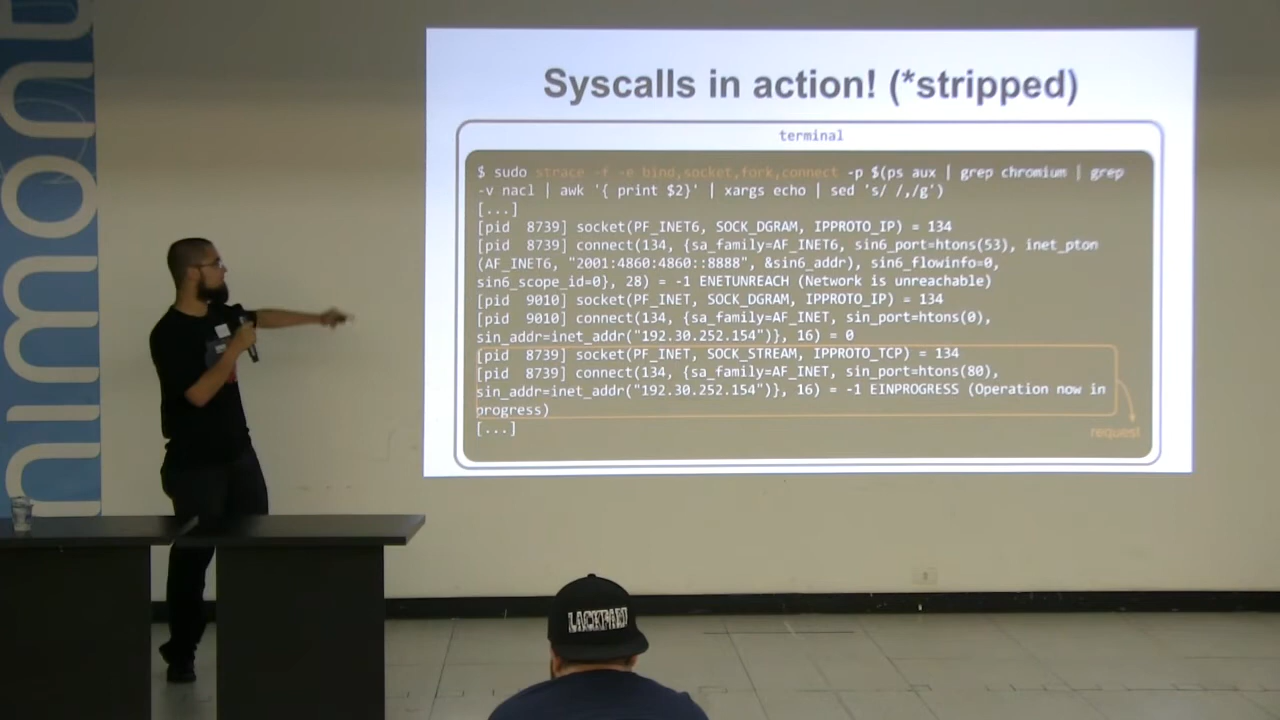 Syscalls in action! (*stripped)
terminal
$ sudo strace -f -e bind,socket,fork,connect -p $(ps aux | grep chromium | grep
-v nacl | awk '{ print $2}' | xargs echo | sed 's/ /,/g')
[...]
[pid  8739] socket(PF_INET6, SOCK_DGRAM, IPPROTO_IP) = 134
[pid  8739] connect(134, {sa_family=AF_INET6, sin6_port=htons(53), inet_pton
(AF_INET6, "2001:4860:4860::8888", &sin6_addr), sin6_flowinfo=0,
sin6_scope_id=0}, 28) = -1 ENETUNREACH (Network is unreachable)
[pid  9010] socket(PF_INET, SOCK_DGRAM, IPPROTO_IP) = 134
[pid  9010] connect(134, {sa_family=AF_INET, sin_port=htons(0),
sin_addr=inet_addr("192.30.252.154")}, 16) = 0
[pid  8739] socket(PF_INET, SOCK_STREAM, IPPROTO_TCP) = 134
[pid  8739] connect(134, {sa_family=AF_INET, sin_port=htons(80),
sin_addr=inet_addr("192.30.252.154")}, 16) = -1 EINPROGRESS (Operation now in
progress)
[...]
request